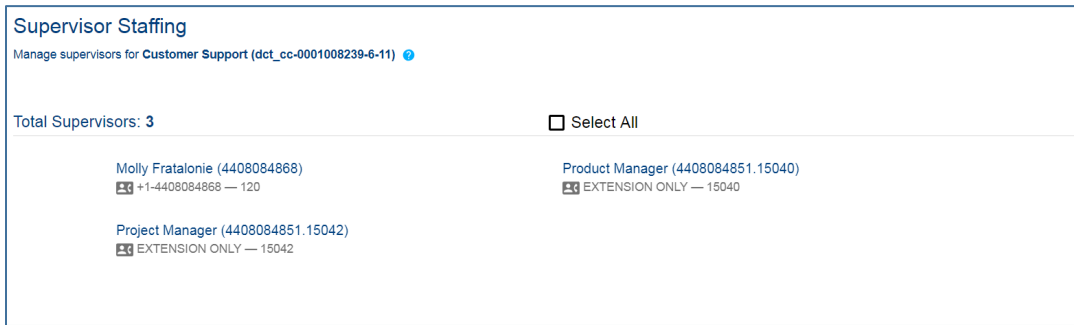 Supervisor Staffing
Manage supervisors for Customer Support (dct_cc-0001008239-6-11) ?
Total Supervisors: 3
Select All
Molly Fratalonie (4408084868)
+1-4408084868 — 120
Product Manager (4408084851.15040)
EXTENSION ONLY — 15040
Project Manager (4408084851.15042)
EXTENSION ONLY — 15042